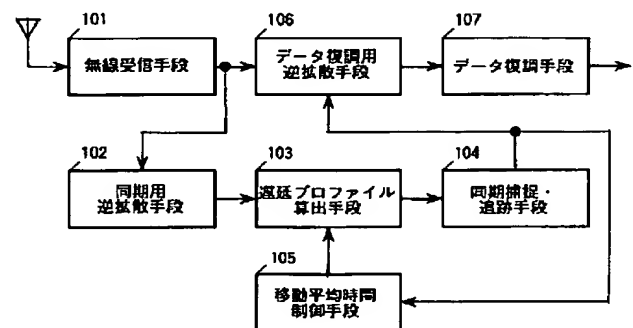 101
無線受信手段
106
データ復調用
逆拡散手段
107
データ復調手段
102
同期用
逆拡散手段
103
遅延プロファイル
算出手段
104
同期捕捉・
追跡手段
105
移動平均時間
制御手段